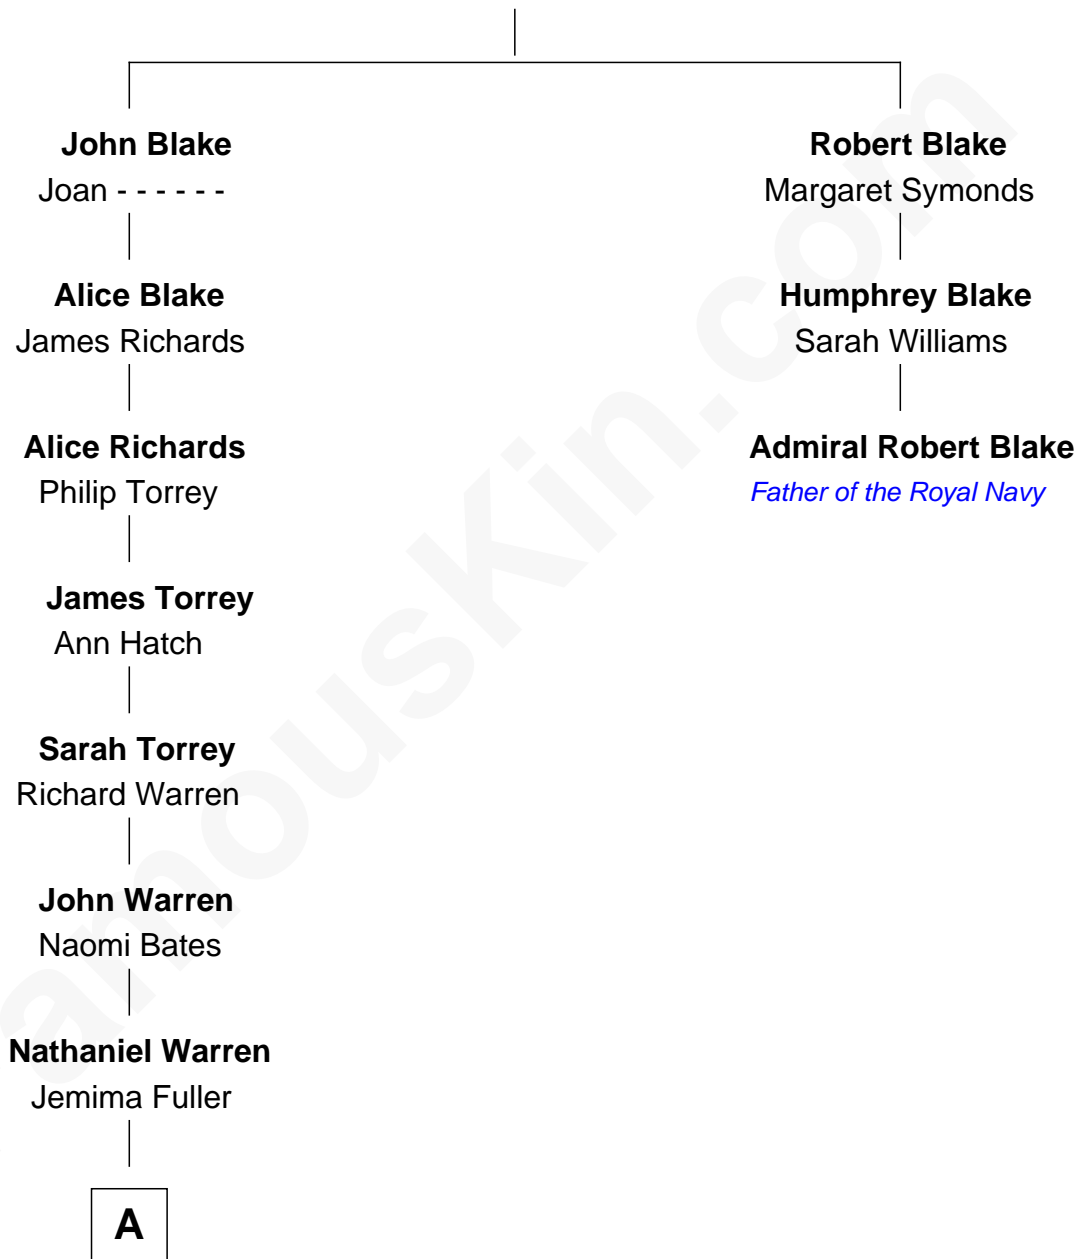 John Blake
Joan - - - - - -
Robert Blake
Margaret Symonds
Alice Blake
James Richards
Humphrey Blake
Sarah Williams
Alice Richards
Philip Torrey
Admiral Robert Blake
Father of the Royal Navy
James Torrey
Ann Hatch
Sarah Torrey
Richard Warren
John Warren
Naomi Bates
Nathaniel Warren
Jemima Fuller
A
amouskin.com